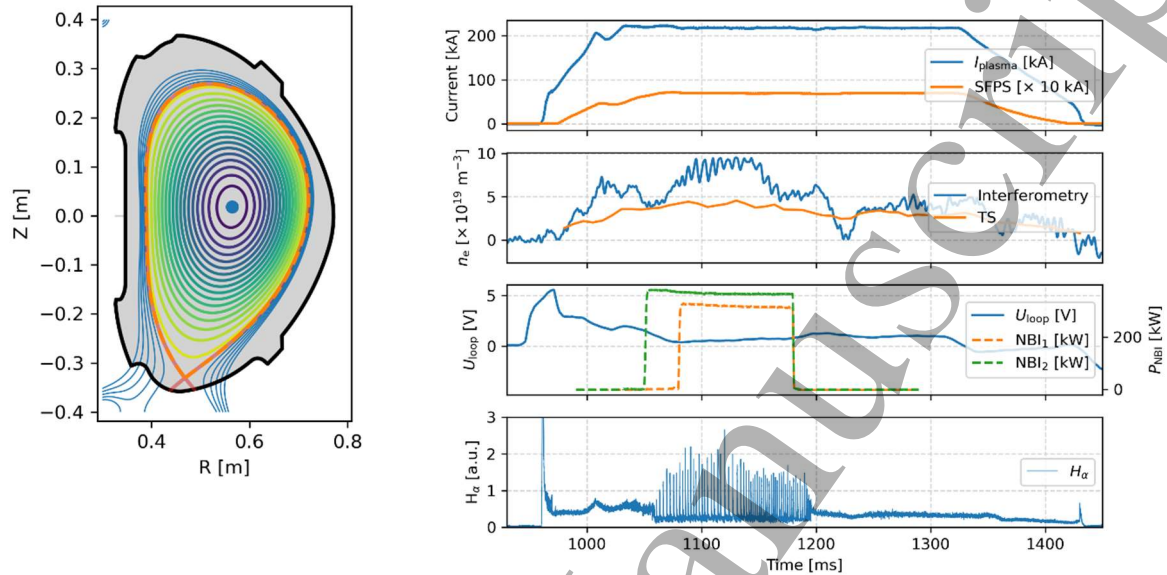 0.4
0.3
0.2
0.1
0.0
−0.1
−0.2
−0.3
−0.4
Z [m]
0.4
0.6
0.8
R [m]
200
100
0
Current [kA]
I_plasma [kA]
SFPS [× 10 kA]
10
5
0
n_e [× 10^19 m^−3]
Interferometry
TS
5
0
U_loop [V]
U_loop [V]
NBI_1 [kW]
NBI_2 [kW]
200
0
P_NBI [kW]
3
2
1
0
H_α [a.u.]
H_α
1000
1100
1200
1300
1400
Time [ms]
anuscrip